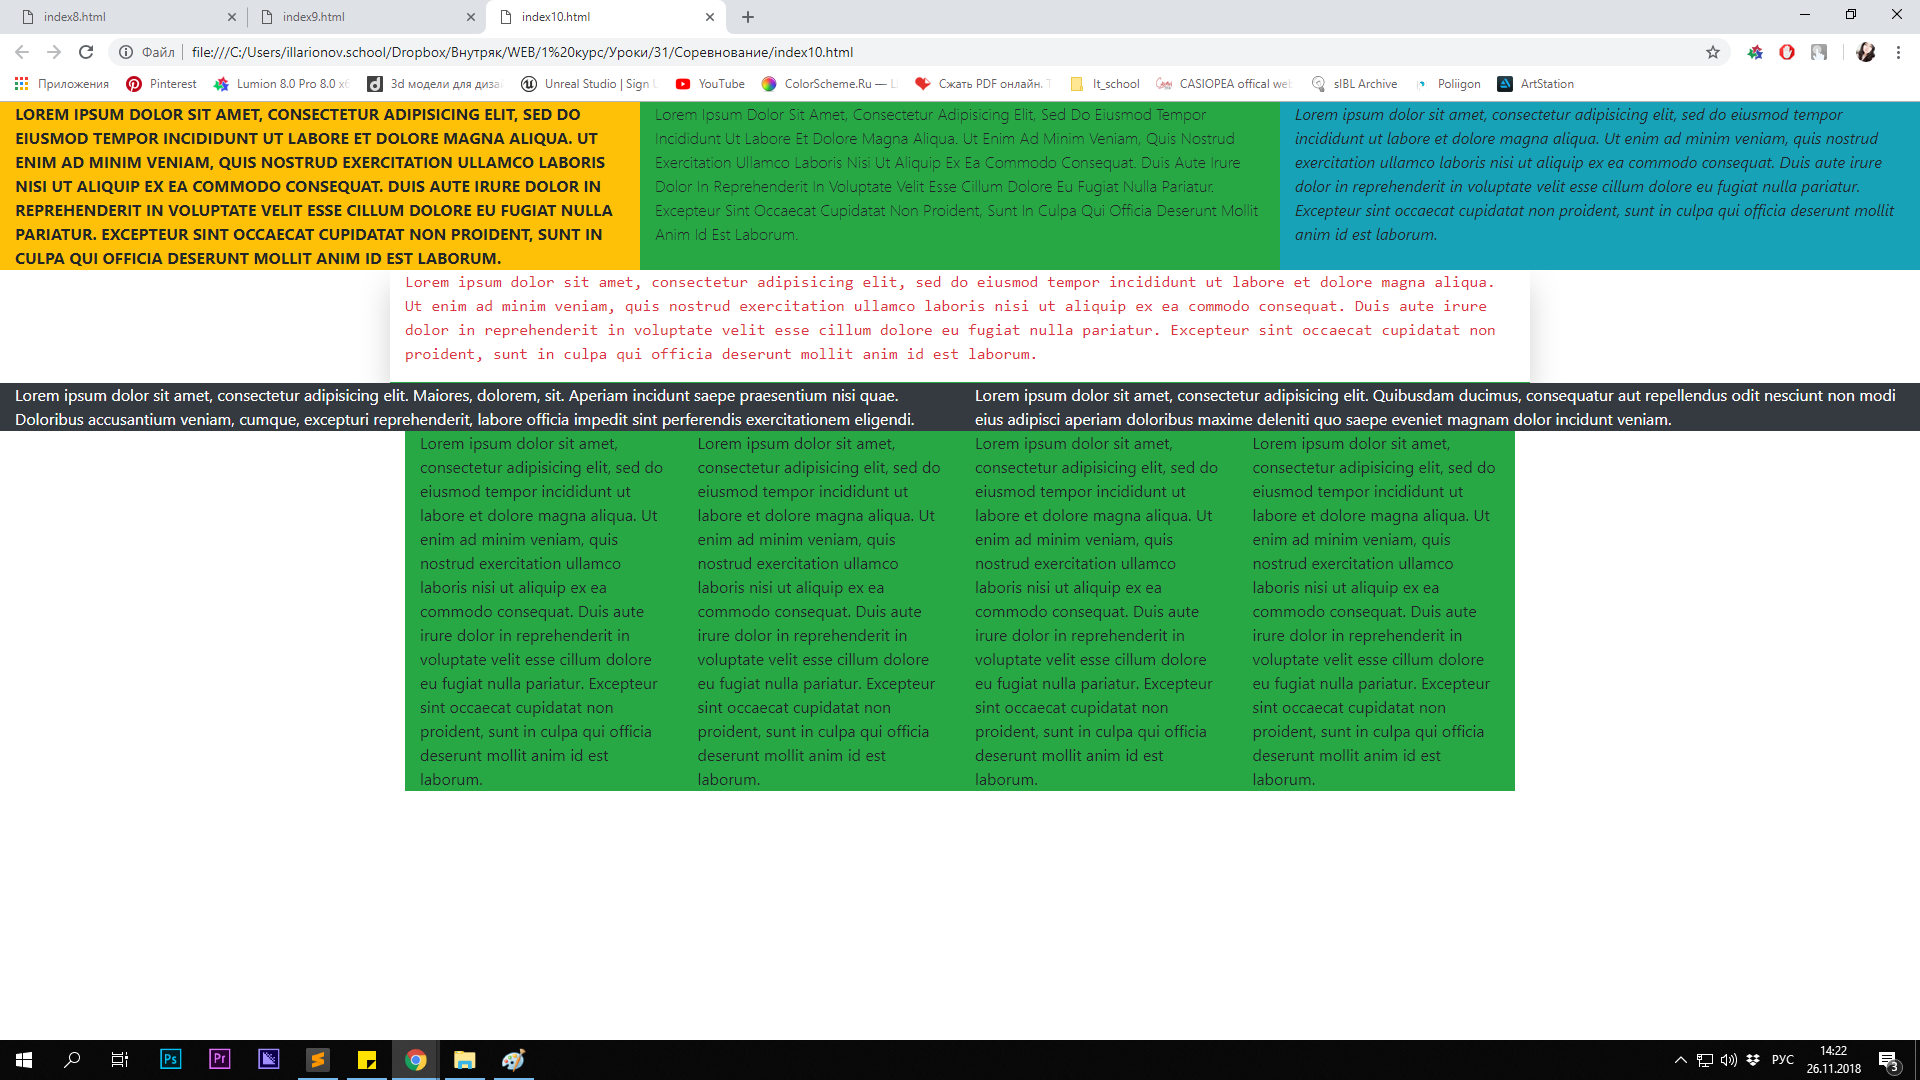 index8.html
index9.html
index10.html
Файл
file:///C:/Users/illarionov.school/Dropbox/Внутряк/WEB/1%20курс/Уроки/31/Соревнование/index10.html
Приложения
Pinterest
Lumion 8.0 Pro 8.0 x6
3d модели для диза
Unreal Studio | Sign
YouTube
ColorScheme.Ru —
Сжать PDF онлайн.
It_school
CASIOPEA offical web
sIBL Archive
Poliigon
ArtStation
LOREM IPSUM DOLOR SIT AMET, CONSECTETUR ADIPISICING ELIT, SED DO
EIUSMOD TEMPOR INCIDIDUNT UT LABORE ET DOLORE MAGNA ALIQUA. UT
ENIM AD MINIM VENIAM, QUIS NOSTRUD EXERCITATION ULLAMCO LABORIS
NISI UT ALIQUIP EX EA COMMODO CONSEQUAT. DUIS AUTE IRURE DOLOR IN
REPREHENDERIT IN VOLUPTATE VELIT ESSE CILLUM DOLORE EU FUGIAT NULLA
PARIATUR. EXCEPTEUR SINT OCCAECAT CUPIDATAT NON PROIDENT, SUNT IN
CULPA QUI OFFICIA DESERUNT MOLLIT ANIM ID EST LABORUM.
Lorem Ipsum Dolor Sit Amet, Consectetur Adipisicing Elit, Sed Do Eiusmod Tempor
Incididunt Ut Labore Et Dolore Magna Aliqua. Ut Enim Ad Minim Veniam, Quis Nostrud
Exercitation Ullamco Laboris Nisi Ut Aliquip Ex Ea Commodo Consequat. Duis Aute Irure
Dolor In Reprehenderit In Voluptate Velit Esse Cillum Dolore Eu Fugiat Nulla Pariatur.
Excepteur Sint Occaecat Cupidatat Non Proident, Sunt In Culpa Qui Officia Deserunt Mollit
Anim Id Est Laborum.
Lorem ipsum dolor sit amet, consectetur adipisicing elit, sed do eiusmod tempor
incididunt ut labore et dolore magna aliqua. Ut enim ad minim veniam, quis nostrud
exercitation ullamco laboris nisi ut aliquip ex ea commodo consequat. Duis aute irure
dolor in reprehenderit in voluptate velit esse cillum dolore eu fugiat nulla pariatur.
Excepteur sint occaecat cupidatat non proident, sunt in culpa qui officia deserunt mollit
anim id est laborum.
Lorem ipsum dolor sit amet, consectetur adipisicing elit, sed do eiusmod tempor incididunt ut labore et dolore magna aliqua.
Ut enim ad minim veniam, quis nostrud exercitation ullamco laboris nisi ut aliquip ex ea commodo consequat. Duis aute irure
dolor in reprehenderit in voluptate velit esse cillum dolore eu fugiat nulla pariatur. Excepteur sint occaecat cupidatat non
proident, sunt in culpa qui officia deserunt mollit anim id est laborum.
Lorem ipsum dolor sit amet, consectetur adipisicing elit. Maiores, dolorem, sit. Aperiam incidunt saepe praesentium nisi quae.
Doloribus accusantium veniam, cumque, excepturi reprehenderit, labore officia impedit sint perferendis exercitationem eligendi.
Lorem ipsum dolor sit amet, consectetur adipisicing elit. Quibusdam ducimus, consequatur aut repellendus odit nesciunt non modi
eius adipisci aperiam doloribus maxime deleniti quo saepe eveniet magnam dolor incidunt veniam.
Lorem ipsum dolor sit amet,
consectetur adipisicing elit, sed do
eiusmod tempor incididunt ut
labore et dolore magna aliqua. Ut
enim ad minim veniam, quis
nostrud exercitation ullamco
laboris nisi ut aliquip ex ea
commodo consequat. Duis aute
irure dolor in reprehenderit in
voluptate velit esse cillum dolore
eu fugiat nulla pariatur. Excepteur
sint occaecat cupidatat non
proident, sunt in culpa qui officia
deserunt mollit anim id est
laborum.
Lorem ipsum dolor sit amet,
consectetur adipisicing elit, sed do
eiusmod tempor incididunt ut
labore et dolore magna aliqua. Ut
enim ad minim veniam, quis
nostrud exercitation ullamco
laboris nisi ut aliquip ex ea
commodo consequat. Duis aute
irure dolor in reprehenderit in
voluptate velit esse cillum dolore
eu fugiat nulla pariatur. Excepteur
sint occaecat cupidatat non
proident, sunt in culpa qui officia
deserunt mollit anim id est
laborum.
Lorem ipsum dolor sit amet,
consectetur adipisicing elit, sed do
eiusmod tempor incididunt ut
labore et dolore magna aliqua. Ut
enim ad minim veniam, quis
nostrud exercitation ullamco
laboris nisi ut aliquip ex ea
commodo consequat. Duis aute
irure dolor in reprehenderit in
voluptate velit esse cillum dolore
eu fugiat nulla pariatur. Excepteur
sint occaecat cupidatat non
proident, sunt in culpa qui officia
deserunt mollit anim id est
laborum.
Lorem ipsum dolor sit amet,
consectetur adipisicing elit, sed do
eiusmod tempor incididunt ut
labore et dolore magna aliqua. Ut
enim ad minim veniam, quis
nostrud exercitation ullamco
laboris nisi ut aliquip ex ea
commodo consequat. Duis aute
irure dolor in reprehenderit in
voluptate velit esse cillum dolore
eu fugiat nulla pariatur. Excepteur
sint occaecat cupidatat non
proident, sunt in culpa qui officia
deserunt mollit anim id est
laborum.
Ps
Pr
РУС
14:22
26.11.2018
3